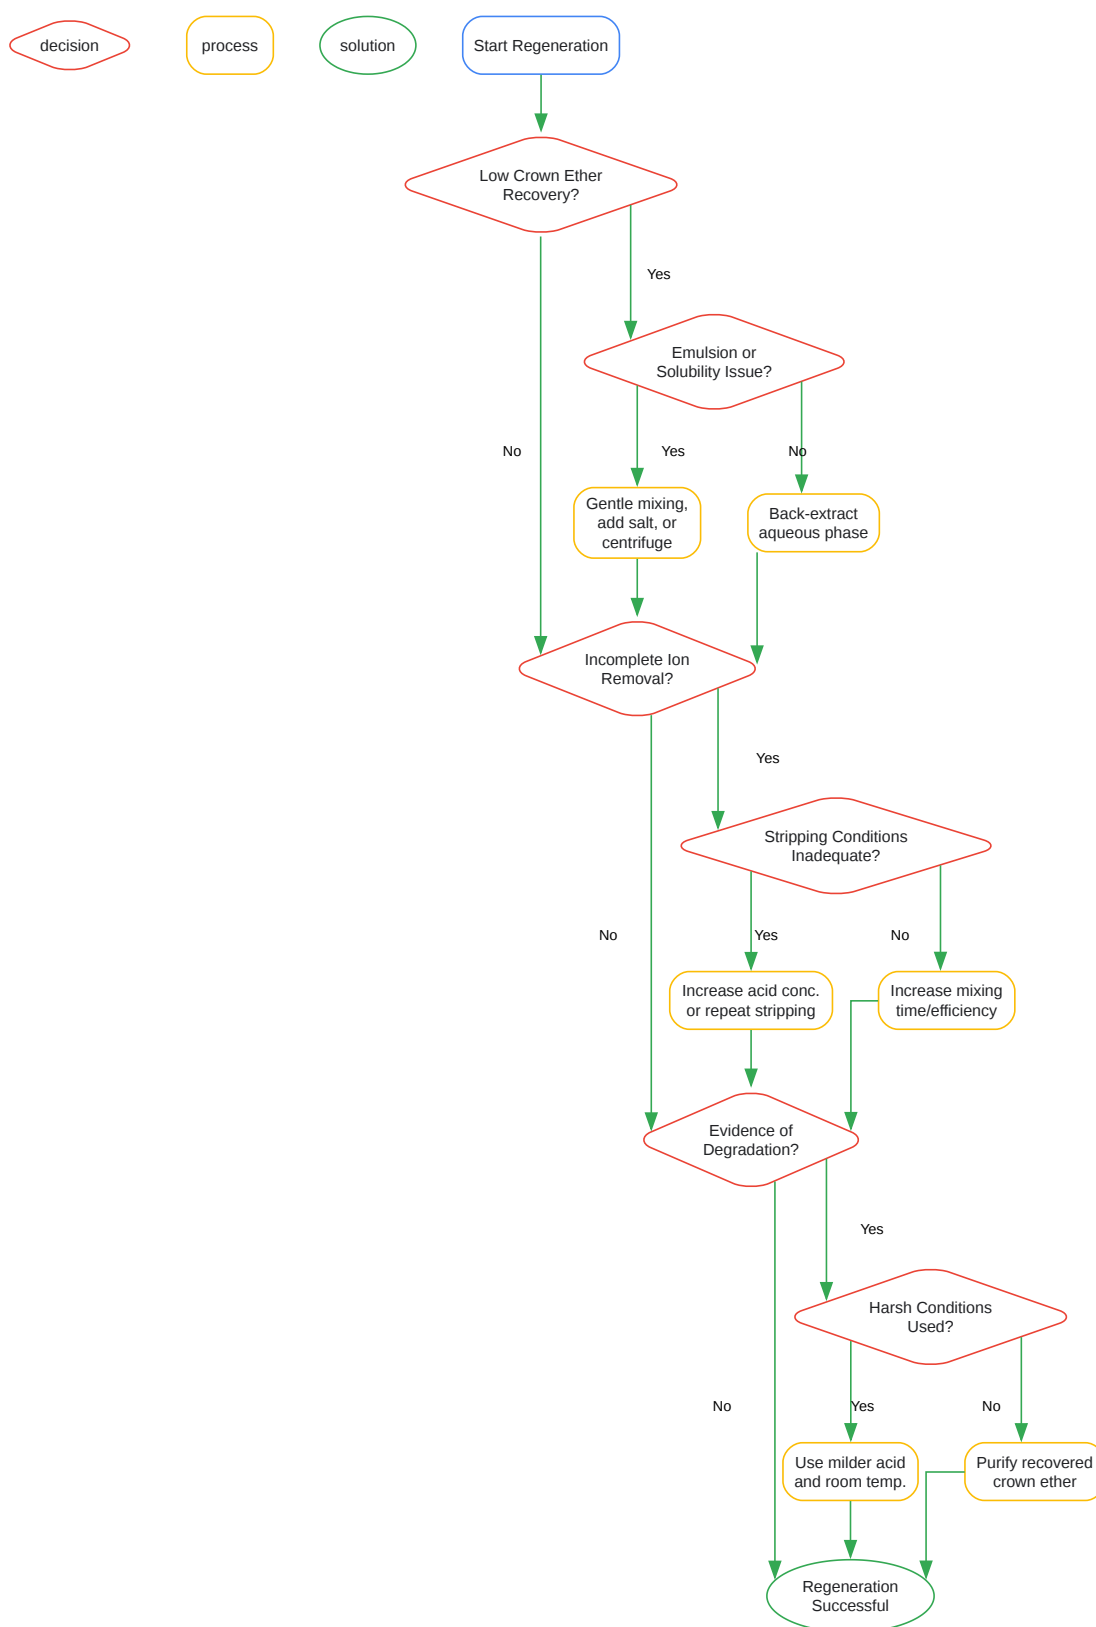 decision
process
solution
Start Regeneration
Low Crown Ether
Recovery?
Yes
Emulsion or
Solubility Issue?
No
Yes
No
Gentle mixing,
add salt, or
centrifuge
Back-extract
aqueous phase
Incomplete Ion
Removal?
Yes
Stripping Conditions
Inadequate?
No
Yes
No
Increase acid conc.
or repeat stripping
Increase mixing
time/efficiency
Evidence of
Degradation?
Yes
Harsh Conditions
Used?
No
Yes
No
Use milder acid
and room temp.
Purify recovered
crown ether
Regeneration
Successful